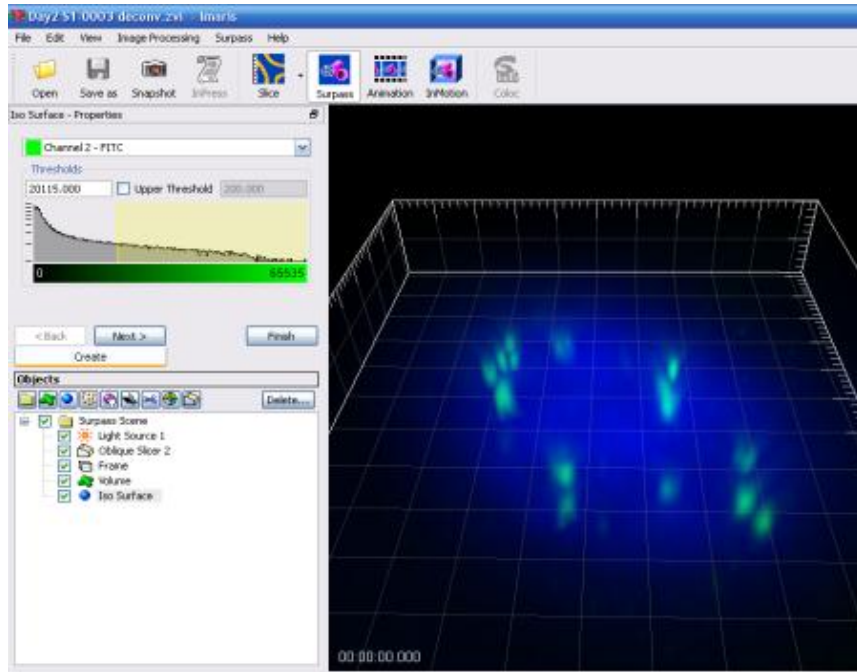 Day2 S1-0003 deconv.zvi - Imaris
File Edit View Image Processing Surpass Help
Open Save as Snapshot InPress Slice Surpass Animation InMotion Coloc
Iso Surface - Properties
Channel 2 - FITC
Thresholds
20115.000 Upper Threshold 200.000
0 65535
< Back Next > Finish
Create
Objects
Delete...
Surpass Scene
Light Source 1
Oblique Slicer 2
Frame
Volume
Iso Surface
00:00:00.000